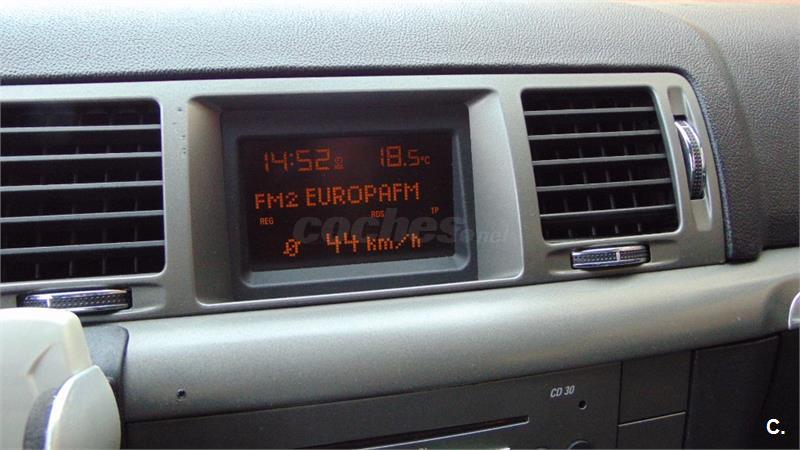 14:52 18.5°C
FM2 EUROPAFM
REG RDS TP
coches.net
Ø 44 km/h
CD 30
C.